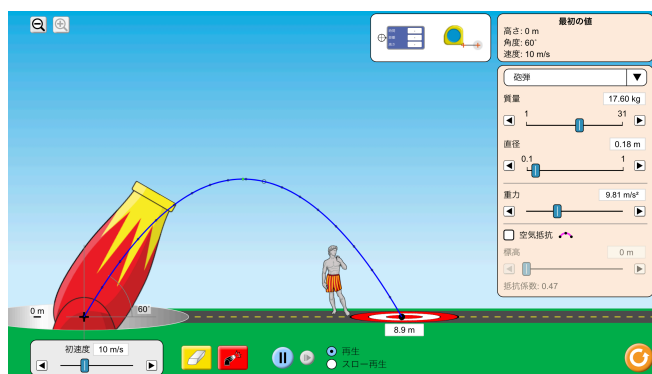 最初の値
高さ: 0 m
角度: 60˚
速度: 10 m/s
砲弾
質量 17.60 kg
1 31
直径 0.18 m
0.1 1
重力 9.81 m/s²
空気抵抗
標高 0 m
抵抗係数: 0.47
0 m
60˚
8.9 m
初速度 10 m/s
再生
スロー再生